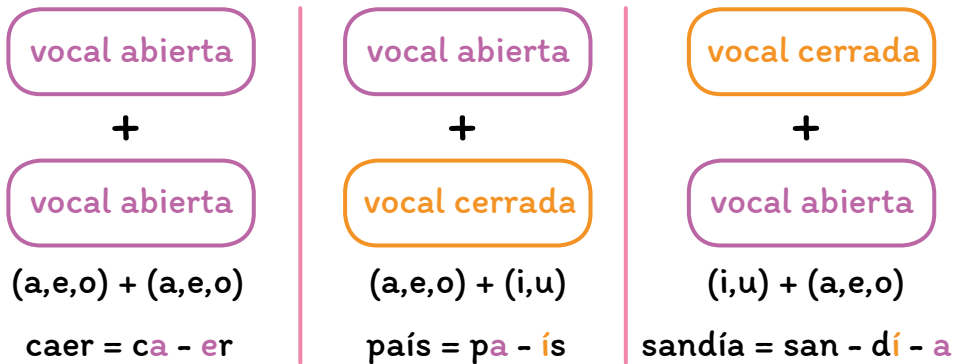 vocal abierta
+
vocal abierta
(a,e,o) + (a,e,o)
caer = ca - er
vocal abierta
+
vocal cerrada
(a,e,o) + (i,u)
país = pa - ís
vocal cerrada
+
vocal abierta
(i,u) + (a,e,o)
sandía = san - dí - a